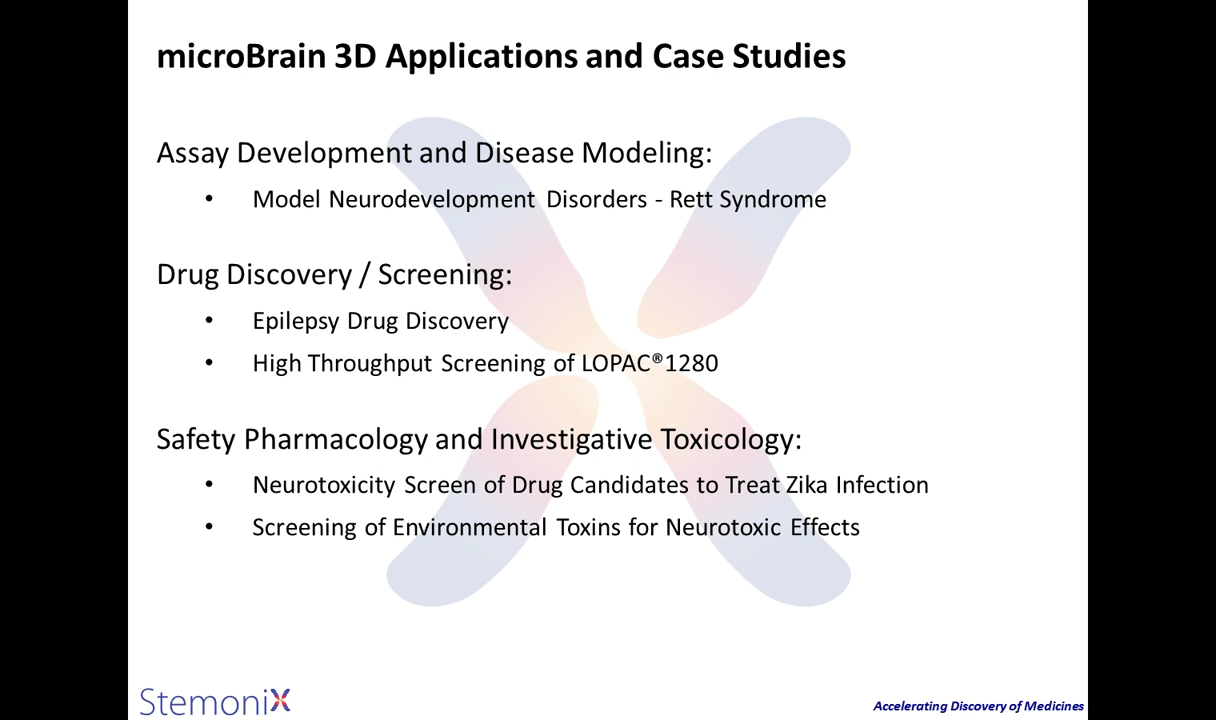 microBrain 3D Applications and Case Studies
Assay Development and Disease Modeling:
• Model Neurodevelopment Disorders - Rett Syndrome
Drug Discovery / Screening:
• Epilepsy Drug Discovery
• High Throughput Screening of LOPAC®1280
Safety Pharmacology and Investigative Toxicology:
• Neurotoxicity Screen of Drug Candidates to Treat Zika Infection
• Screening of Environmental Toxins for Neurotoxic Effects
StemoniX
Accelerating Discovery of Medicines